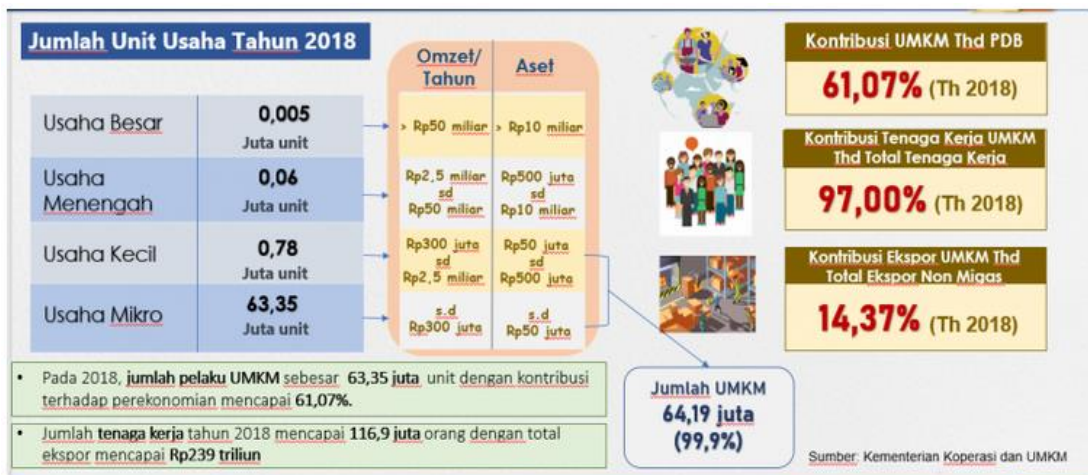 Jumlah Unit Usaha Tahun 2018
Omzet/
Tahun
Aset
Usaha Besar
0,005
Juta unit
> Rp50 miliar
> Rp10 miliar
Usaha
Menengah
0,06
Juta unit
Rp2,5 miliar
sd
Rp50 miliar
Rp500 juta
sd
Rp10 miliar
Usaha Kecil
0,78
Juta unit
Rp300 juta
sd
Rp2,5 miliar
Rp50 juta
sd
Rp500 juta
Usaha Mikro
63,35
Juta unit
s.d
Rp300 juta
s.d
Rp50 juta
Kontribusi UMKM Thd PDB
61,07% (Th 2018)
Kontribusi Tenaga Kerja UMKM
Thd Total Tenaga Kerja
97,00% (Th 2018)
Kontribusi Ekspor UMKM Thd
Total Ekspor Non Migas
14,37% (Th 2018)
• Pada 2018, jumlah pelaku UMKM sebesar 63,35 juta unit dengan kontribusi
terhadap perekonomian mencapai 61,07%.
• Jumlah tenaga kerja tahun 2018 mencapai 116,9 juta orang dengan total
ekspor mencapai Rp239 triliun
Jumlah UMKM
64,19 juta
(99,9%)
Sumber: Kementerian Koperasi dan UMKM